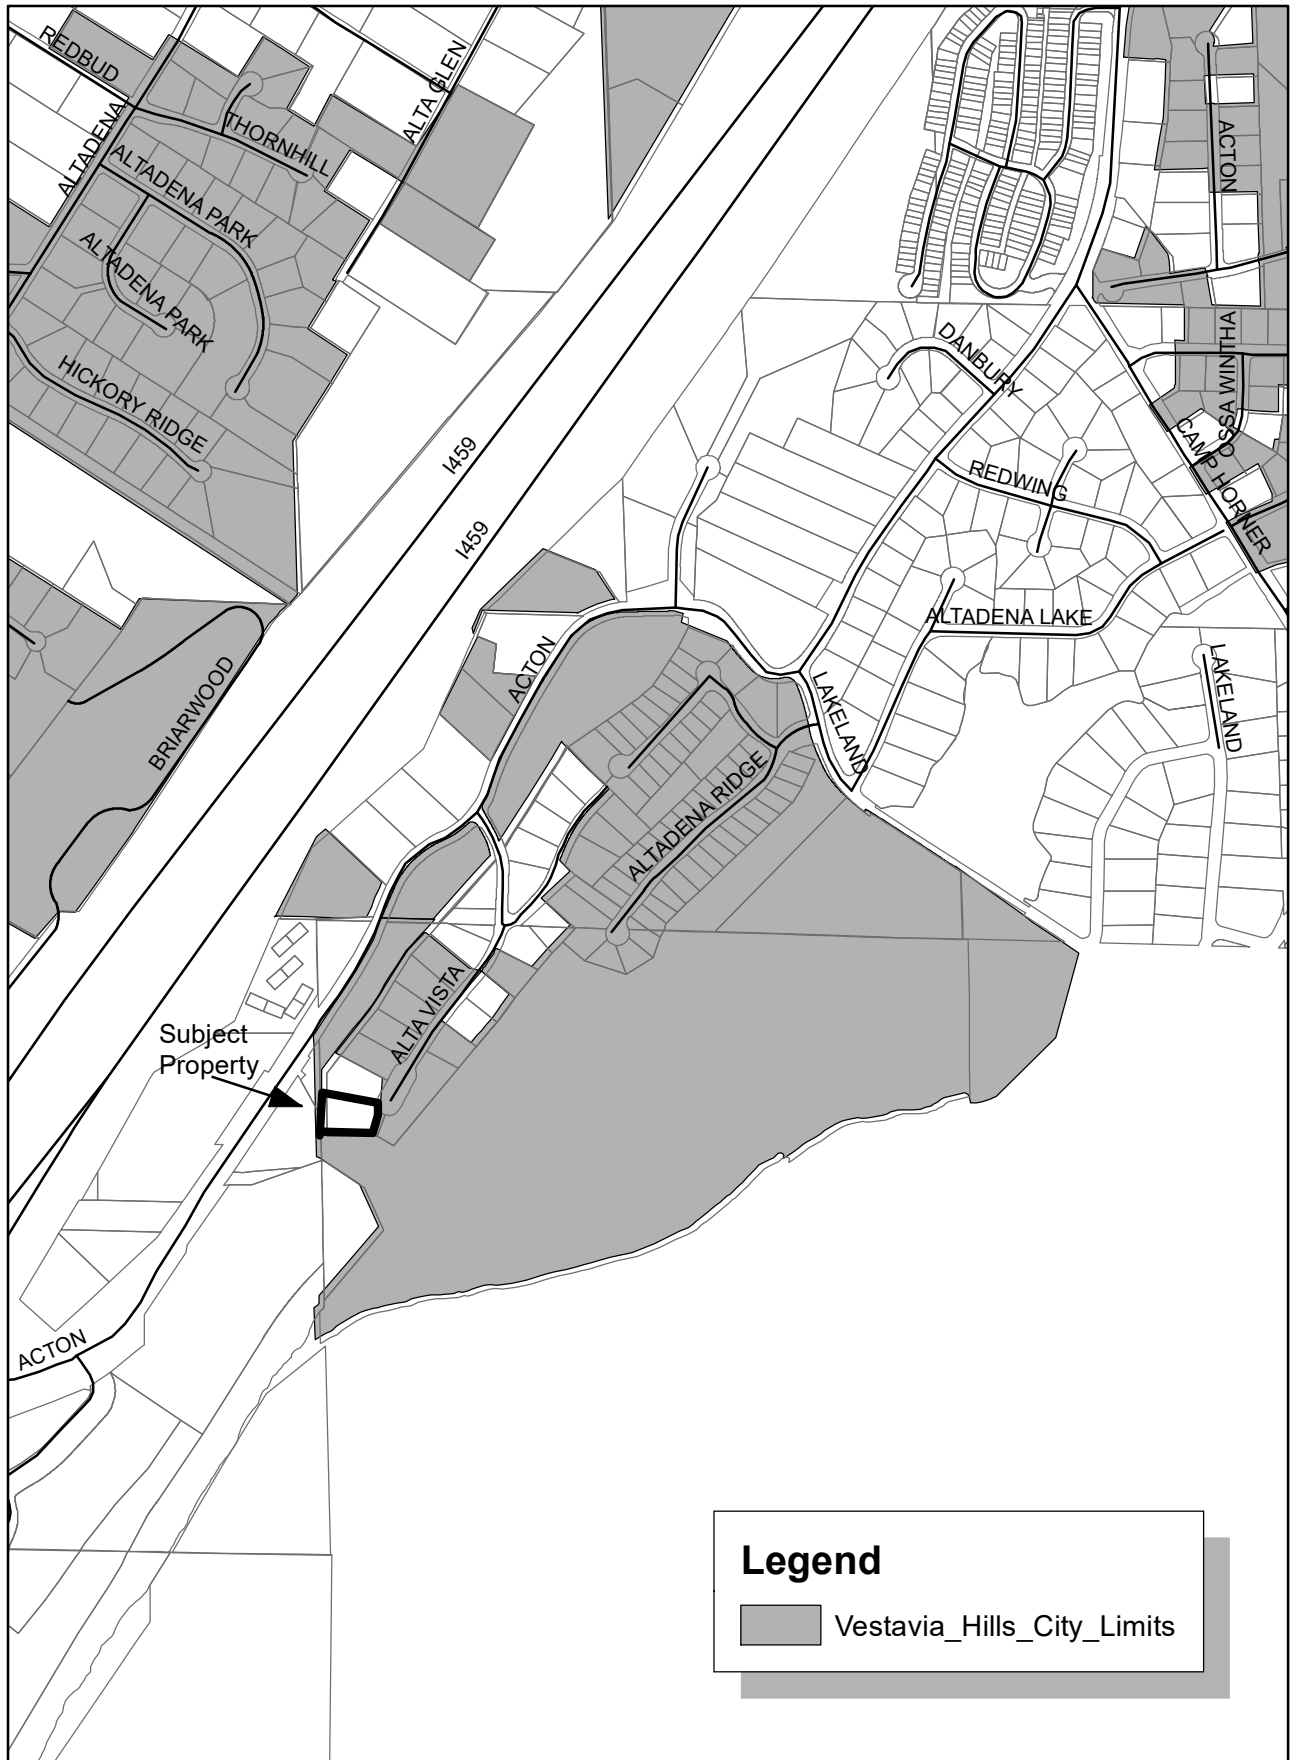 REDBUD
ALTADENA
ALTA GLEN
THORNHILL
ALTADENA PARK
ALTADENA PARK
HICKORY RIDGE
ACTON
I459
I459
DANBURY
OSSA WINTHA
CAMP HORNER
REDWING
ALTADENA LAKE
LAKELAND
LAKELAND
ACTON
BRIARWOOD
ALTADENA RIDGE
ALTA VISTA
Subject
Property
ACTON
Legend
Vestavia_Hills_City_Limits